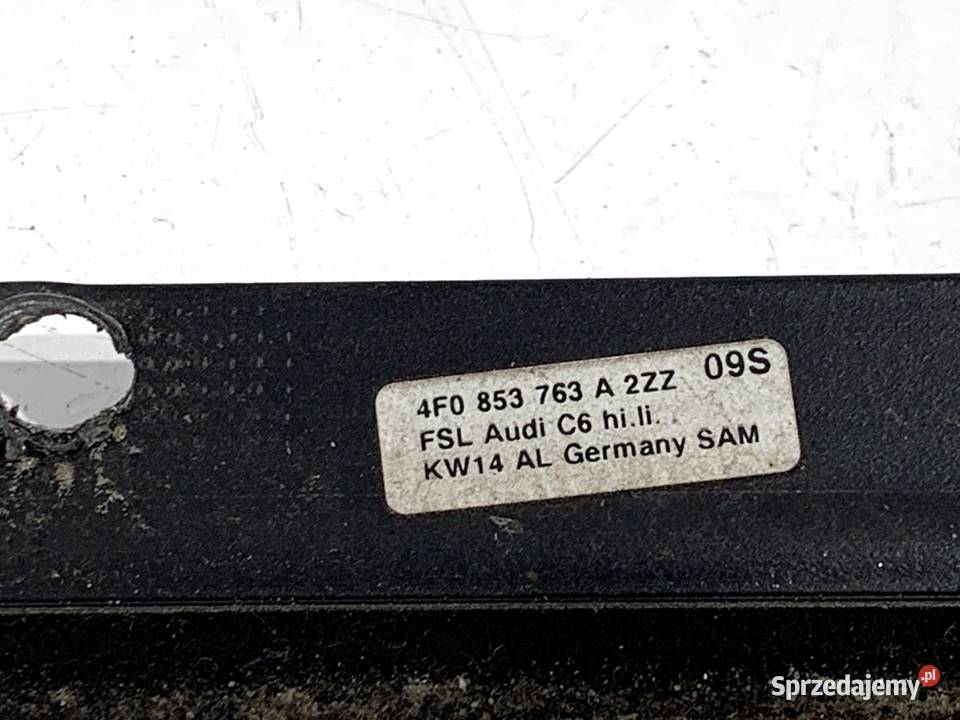 4F0 853 763 A 2ZZ 09S
FSL Audi C6 hi.li.
KW14 AL Germany SAM
Sprzedajemy.pl